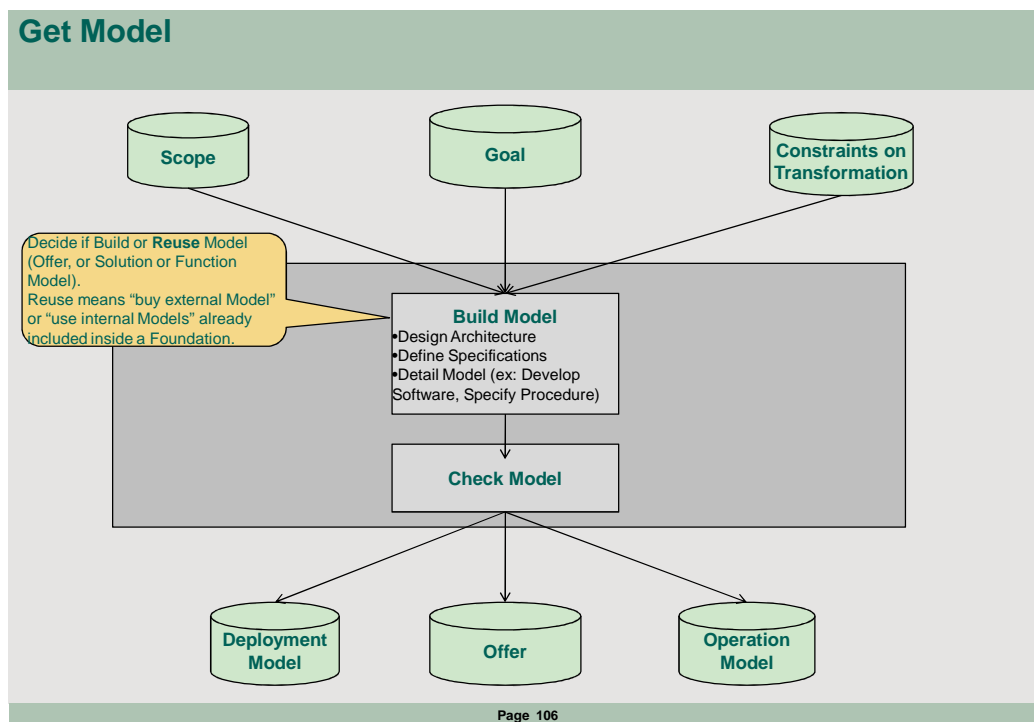 Get Model
Scope
Goal
Constraints on
Transformation
Decide if Build or Reuse Model
(Offer, or Solution or Function
Model).
Reuse means “buy external Model”
or “use internal Models” already
included inside a Foundation.
Build Model
•Design Architecture
•Define Specifications
•Detail Model (ex: Develop
Software, Specify Procedure)
Check Model
Deployment
Model
Offer
Operation
Model
Page 106